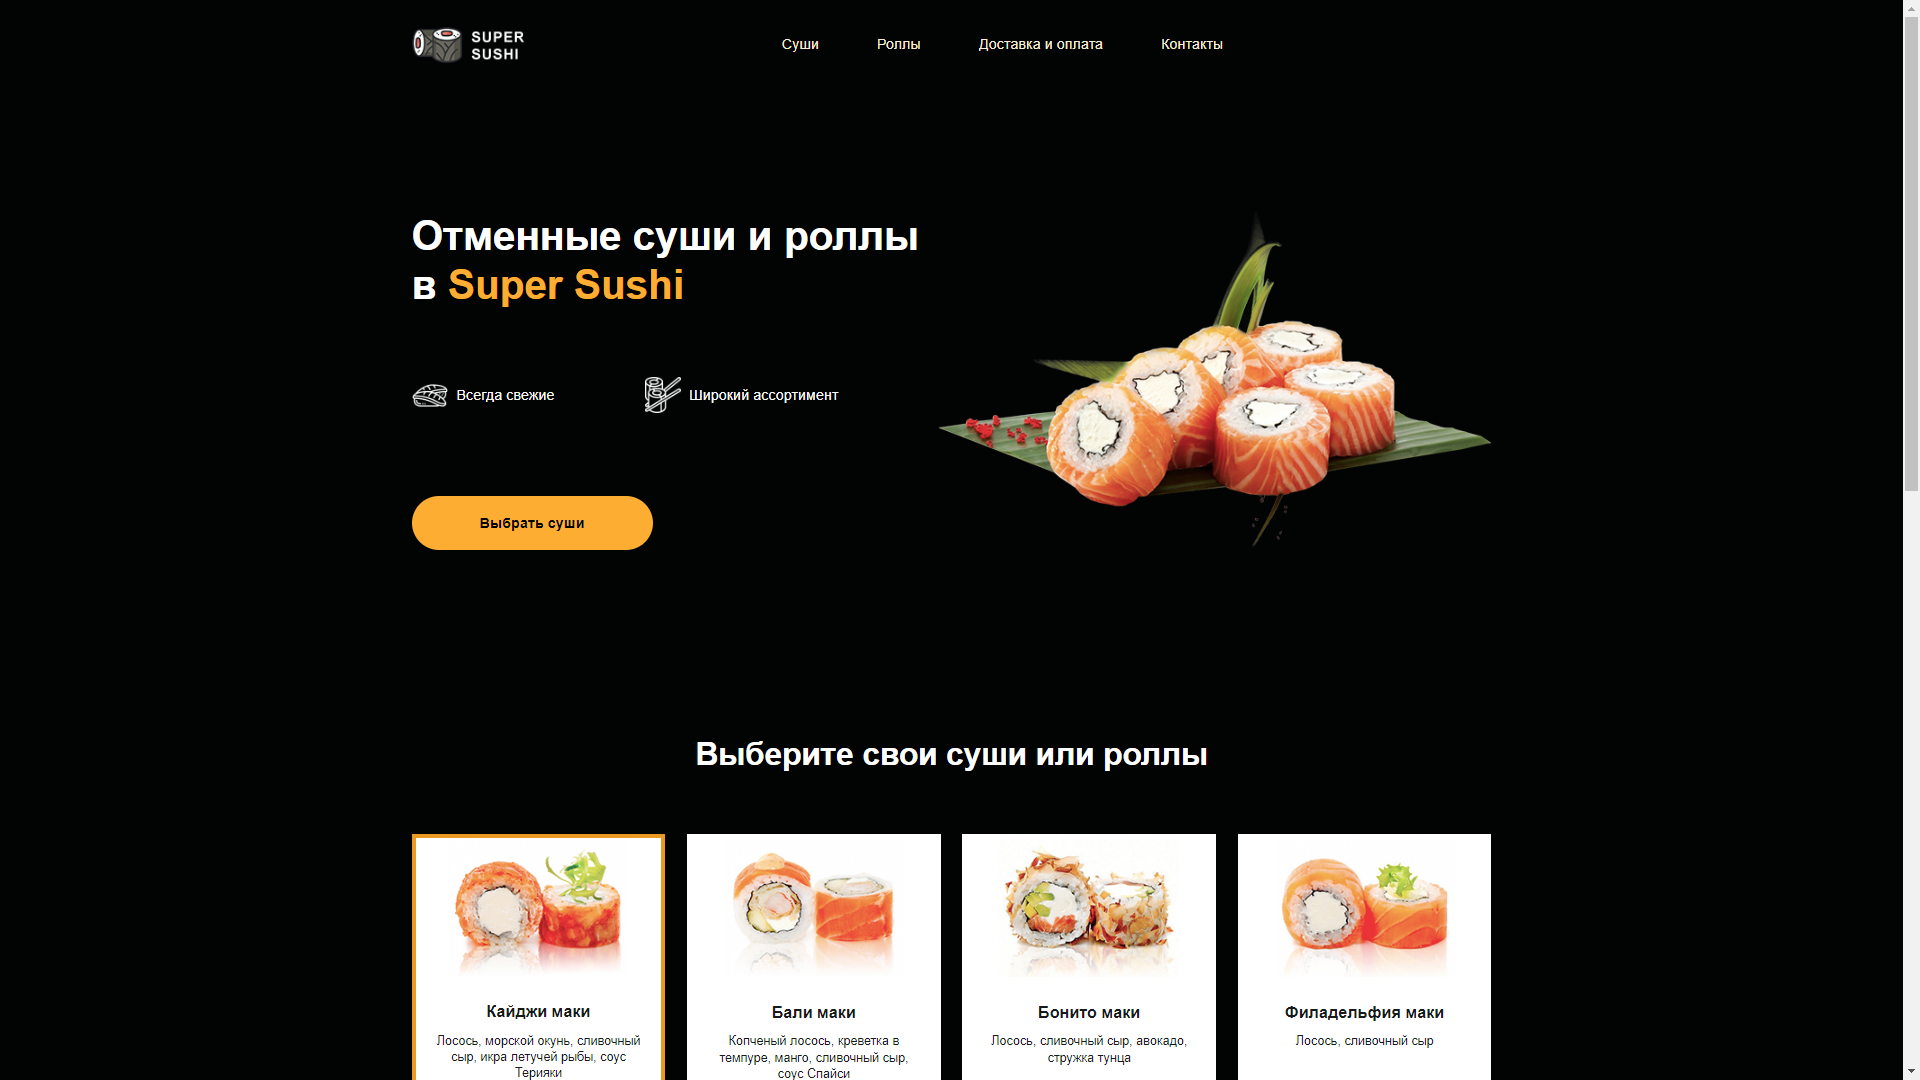 SUPER
SUSHI
Суши
Роллы
Доставка и оплата
Контакты
Отменные суши и роллы
в Super Sushi
Всегда свежие
Широкий ассортимент
Выбрать суши
Выберите свои суши или роллы
Кайджи маки
Лосось, морской окунь, сливочный
сыр, икра летучей рыбы, соус
Терияки
Бали маки
Копченый лосось, креветка в
темпуре, манго, сливочный сыр,
соус Спайси
Бонито маки
Лосось, сливочный сыр, авокадо,
стружка тунца
Филадельфия маки
Лосось, сливочный сыр